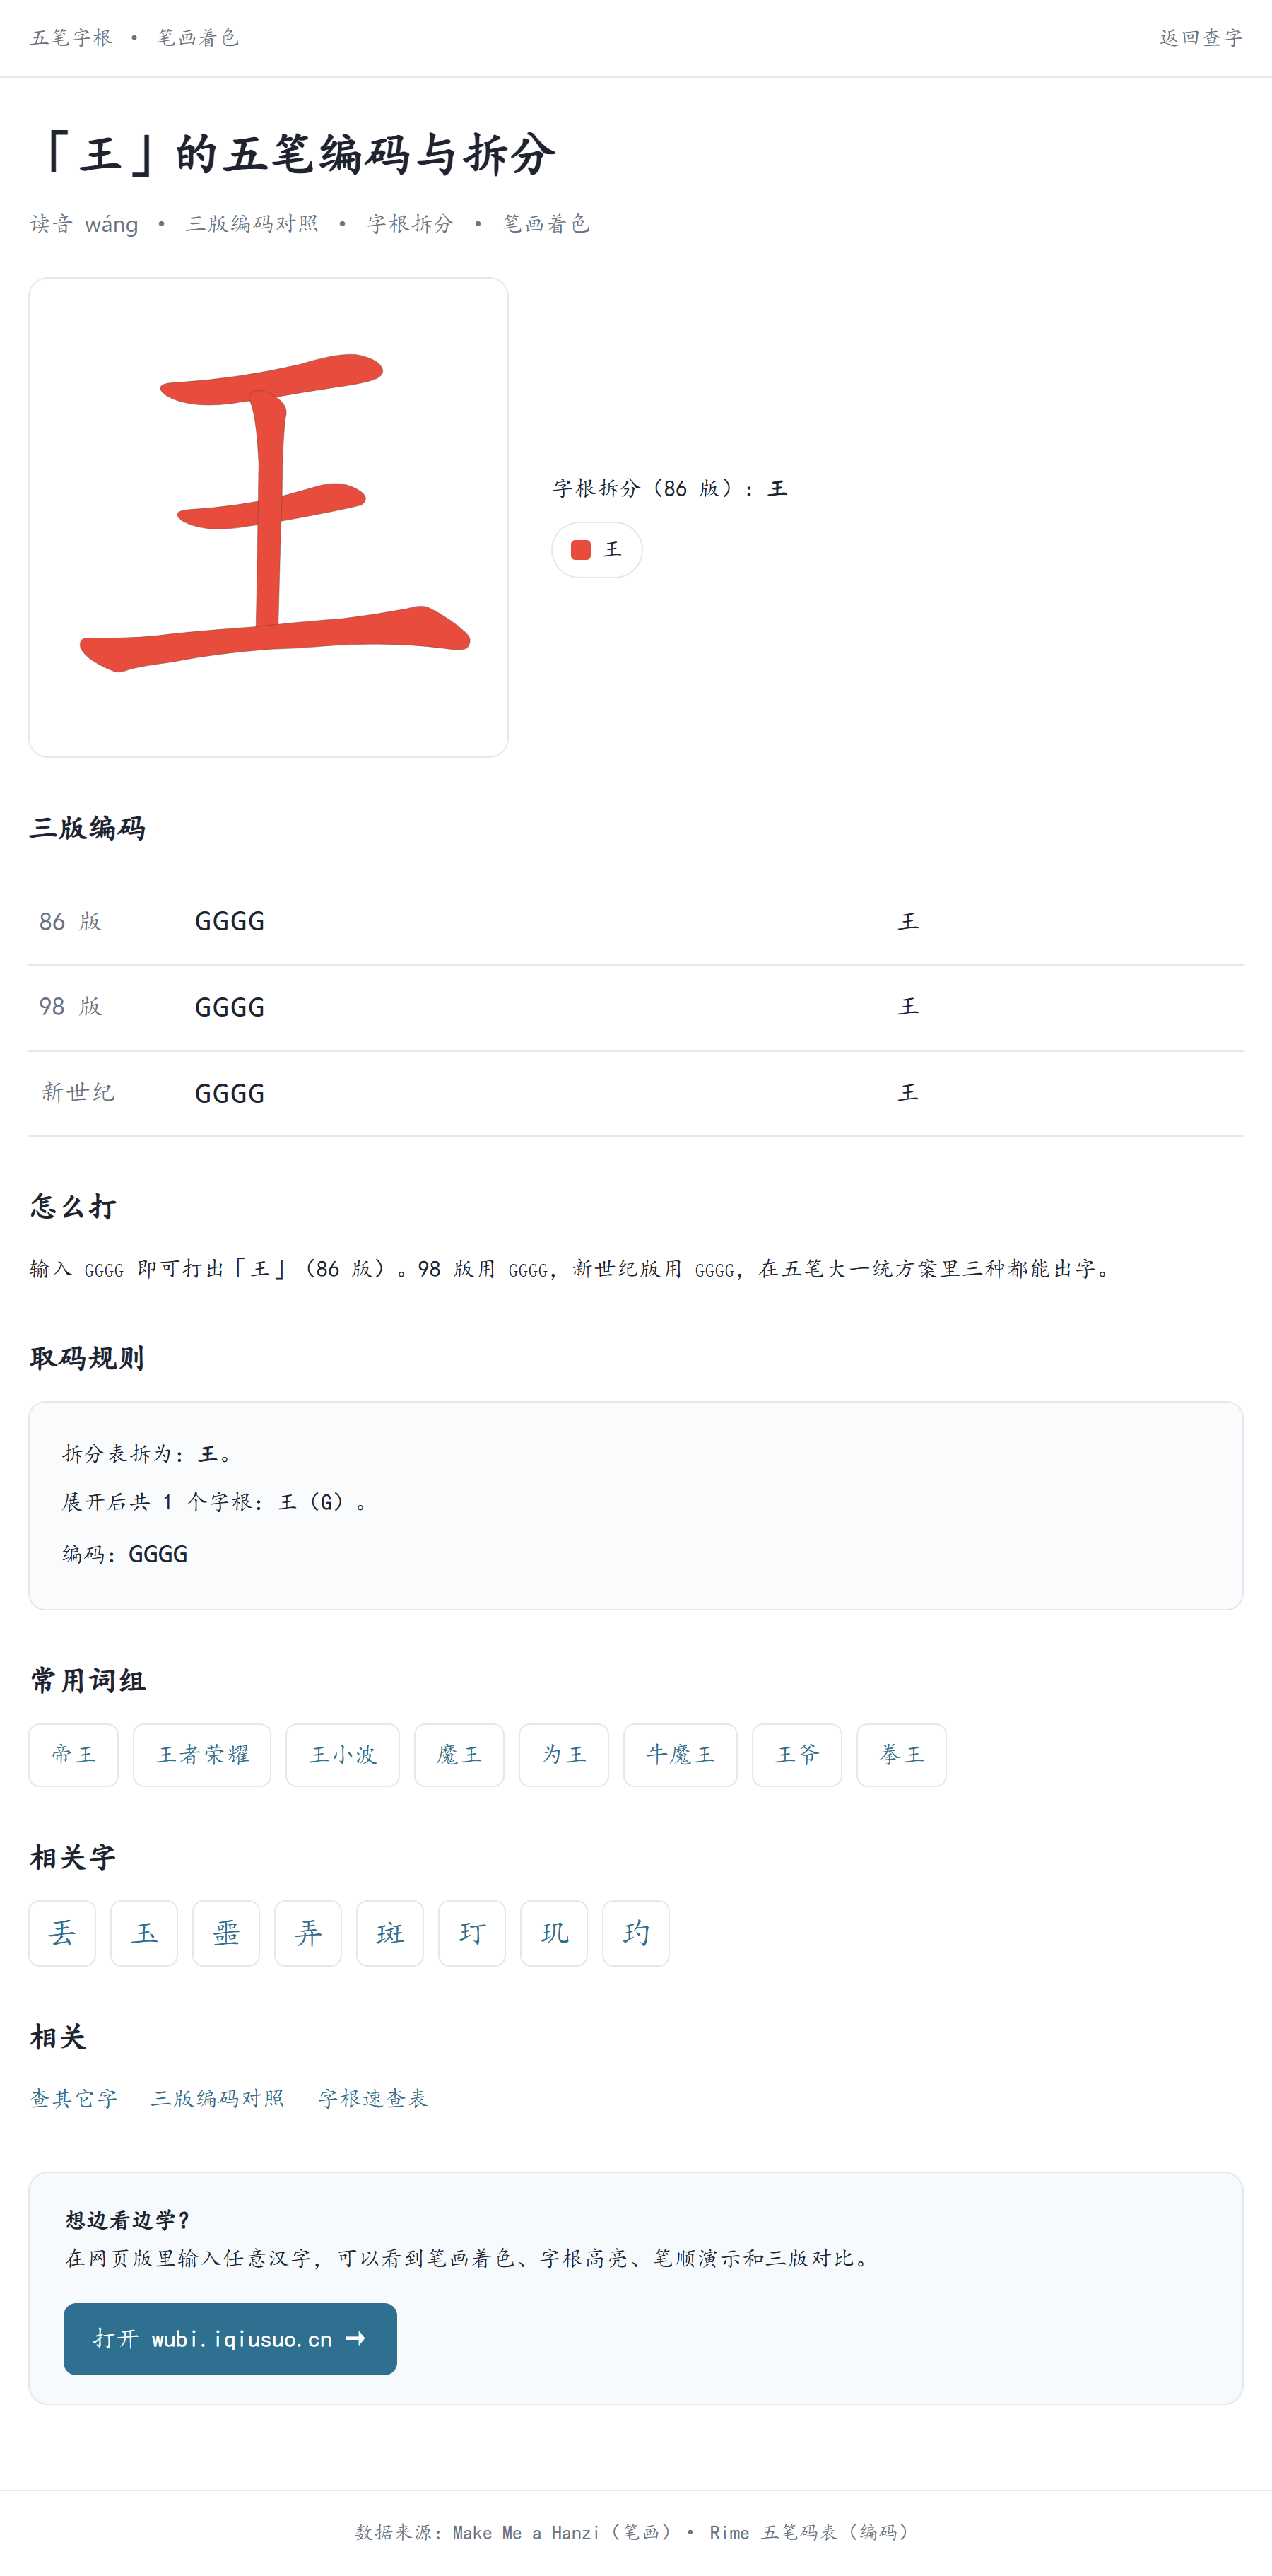 五笔字根 • 笔画着色
返回查字
「王」的五笔编码与拆分
读音 wáng • 三版编码对照 • 字根拆分 • 笔画着色
王
字根拆分（86 版）：王
王
三版编码
86 版 GGGG 王
98 版 GGGG 王
新世纪 GGGG 王
怎么打
输入 GGGG 即可打出「王」（86 版）。98 版用 GGGG，新世纪版用 GGGG，在五笔大一统方案里三种都能出字。
取码规则
拆分表拆为：王。
展开后共 1 个字根：王（G）。
编码：GGGG
常用词组
帝王 王者荣耀 王小波 魔王 为王 牛魔王 王爷 拳王
相关字
丟 玉 噩 弄 斑 玎 玑 玓
相关
查其它字 三版编码对照 字根速查表
想边看边学？
在网页版里输入任意汉字，可以看到笔画着色、字根高亮、笔顺演示和三版对比。
打开 wubi.iqiusuo.cn →
数据来源：Make Me a Hanzi（笔画） • Rime 五笔码表（编码）